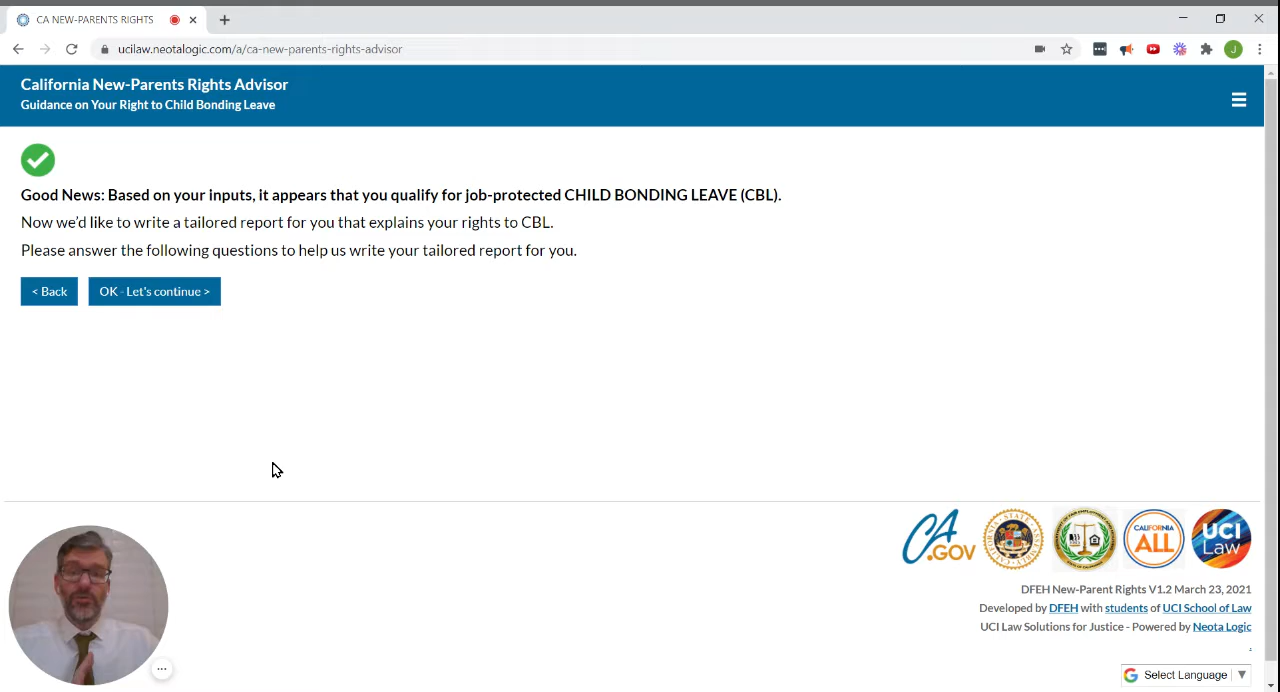 CA NEW-PARENTS RIGHTS
ucilaw.neotalogic.com/a/ca-new-parents-rights-advisor
J
California New-Parents Rights Advisor
Guidance on Your Right to Child Bonding Leave
Good News: Based on your inputs, it appears that you qualify for job-protected CHILD BONDING LEAVE (CBL).
Now we'd like to write a tailored report for you that explains your rights to CBL.
Please answer the following questions to help us write your tailored report for you.
< Back
OK - Let's continue >
CA
.GOV
CALIFORNIA
ALL
UCI
Law
DFEH New-Parent Rights V1.2 March 23, 2021
Developed by DFEH with students of UCI School of Law
UCI Law Solutions for Justice - Powered by Neota Logic
G Select Language ▼